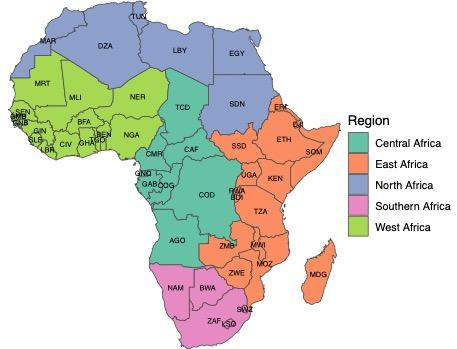 TUN
MAR
DZA
LBY
EGY
MRT
MLI
NER
TCD
SDN
ERI
SEN
GMB
GNB
BFA
DJI
GIN
BEN
NGA
SLE
CIV
GHA
TGO
LBR
CAF
SSD
ETH
SOM
CMR
GNQ
GAB
COG
UGA
KEN
COD
RWA
BDI
TZA
AGO
ZMB
MWI
MOZ
ZWE
MDG
NAM
BWA
SWZ
ZAF
LSO
Region
Central Africa
East Africa
North Africa
Southern Africa
West Africa